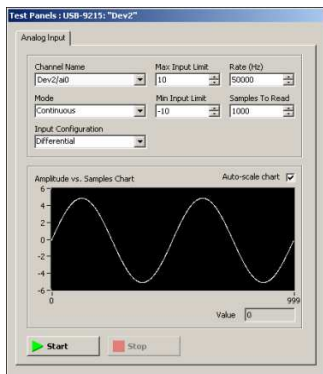 Test Panels : USB-9215: "Dev2"
Analog Input
Channel Name
Max Input Limit
Rate (Hz)
Dev2/ai0
10
50000
Mode
Min Input Limit
Samples To Read
Continuous
-10
1000
Input Configuration
Differential
Amplitude vs. Samples Chart
Auto-scale chart
6
4
2
0
-2
-4
-6
0
999
Value
0
Start
Stop